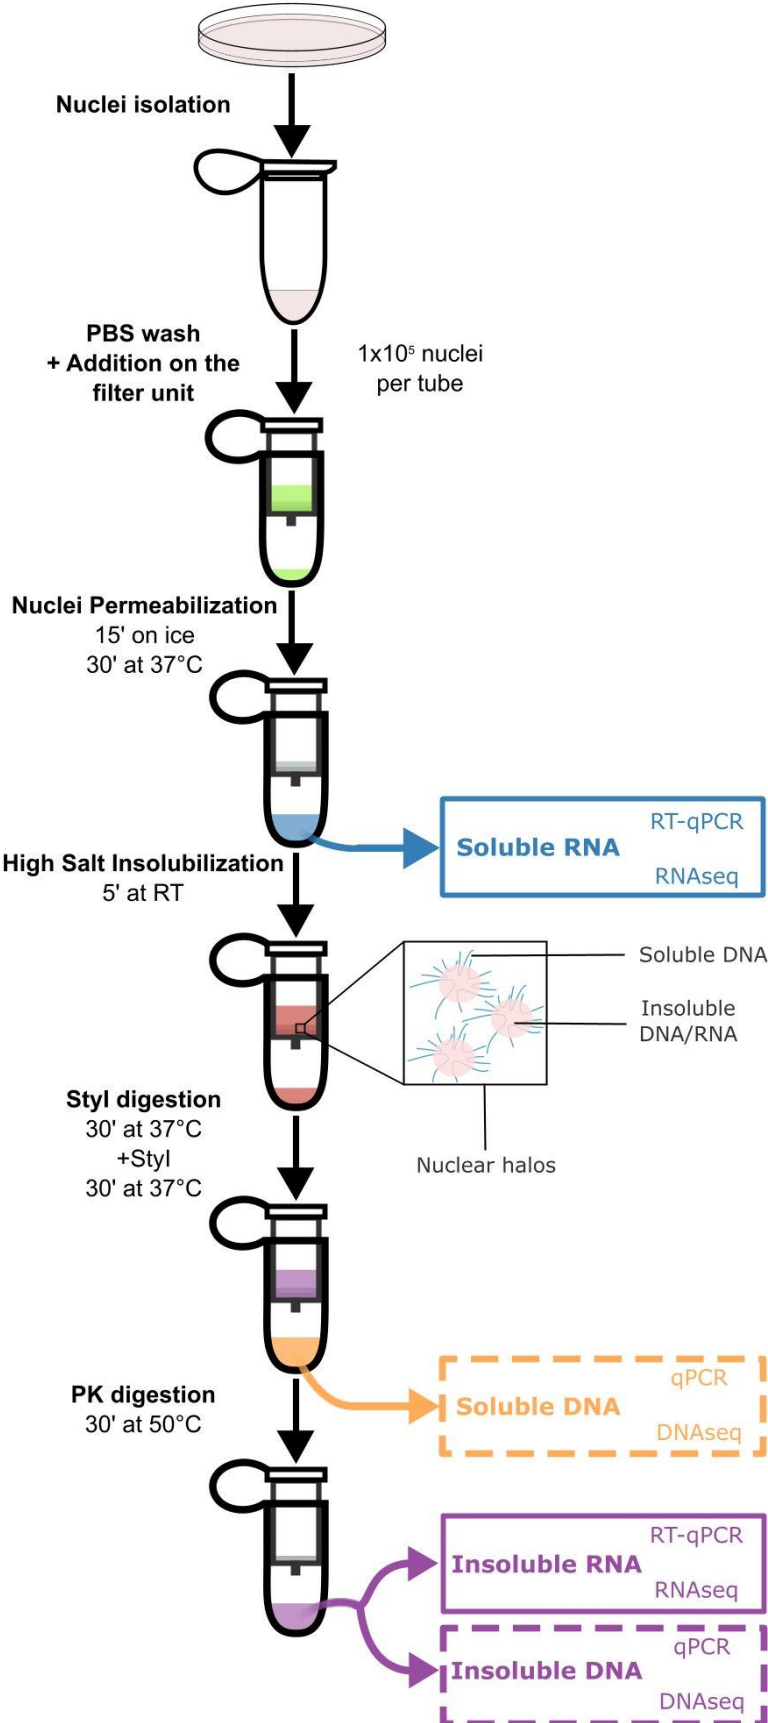 Nuclei isolation
PBS wash
+ Addition on the
filter unit
1x10⁵ nuclei
per tube
Nuclei Permeabilization
15' on ice
30' at 37°C
Soluble RNA
RT-qPCR
RNAseq
High Salt Insolubilization
5' at RT
Soluble DNA
Insoluble
DNA/RNA
Nuclear halos
StyI digestion
30' at 37°C
+StyI
30' at 37°C
Soluble DNA
qPCR
DNAseq
PK digestion
30' at 50°C
Insoluble RNA
RT-qPCR
RNAseq
Insoluble DNA
qPCR
DNAseq